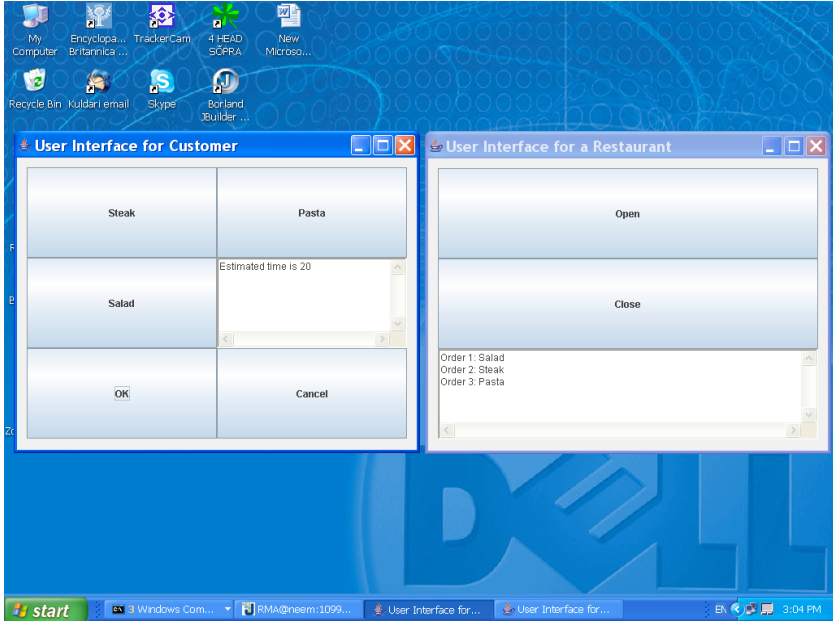 My Computer
Encyclopa... Britannica ...
TrackerCam
4 HEAD SÕPRA
New Microso...
Recycle Bin
Kuldari email
Skype
Borland JBuilder ...
User Interface for Customer
Steak
Pasta
Salad
Estimated time is 20
OK
Cancel
User Interface for a Restaurant
Open
Close
Order 1: Salad
Order 2: Steak
Order 3: Pasta
DELL
start
3 Windows Com...
RMA@neem:1099...
User Interface for...
User Interface for...
EN
3:04 PM